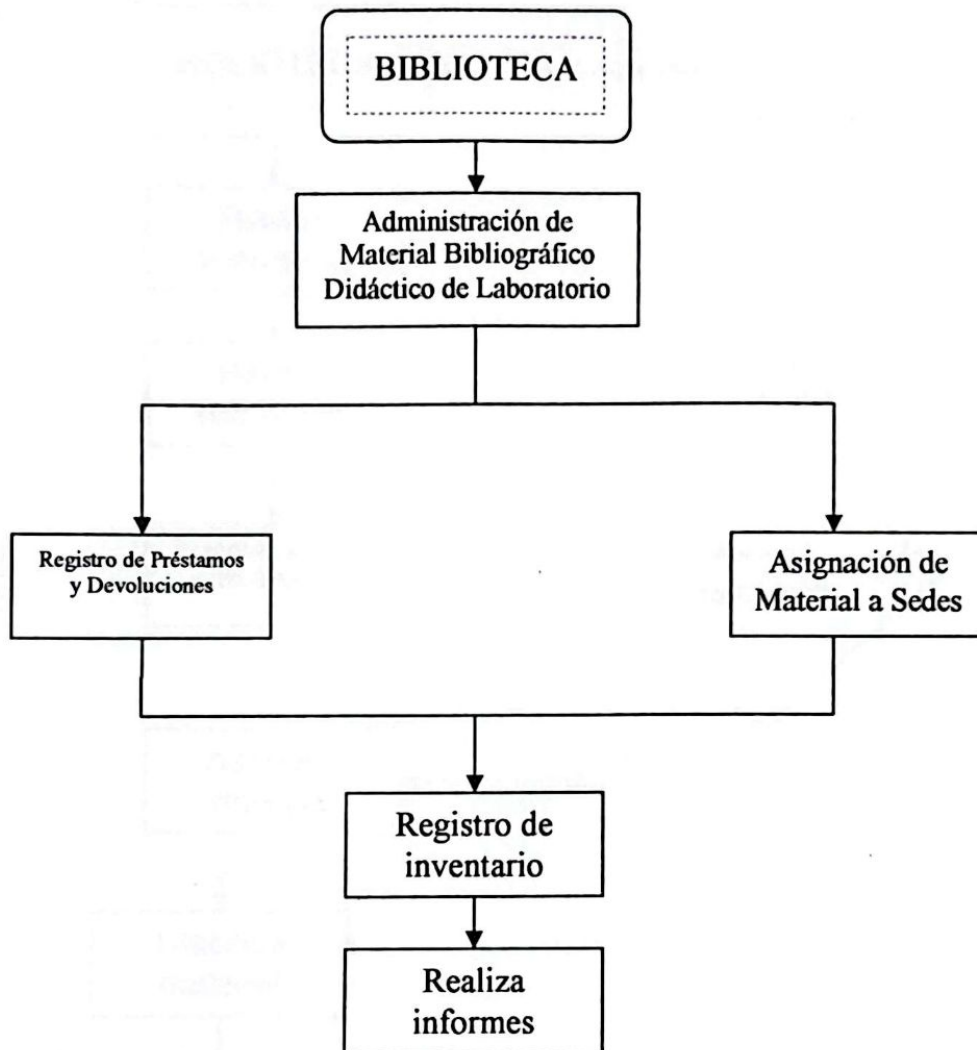 BIBLIOTECA
Administración de
Material Bibliográfico
Didáctico de Laboratorio
Registro de Préstamos
y Devoluciones
Asignación de
Material a Sedes
Registro de
inventario
Realiza
informes